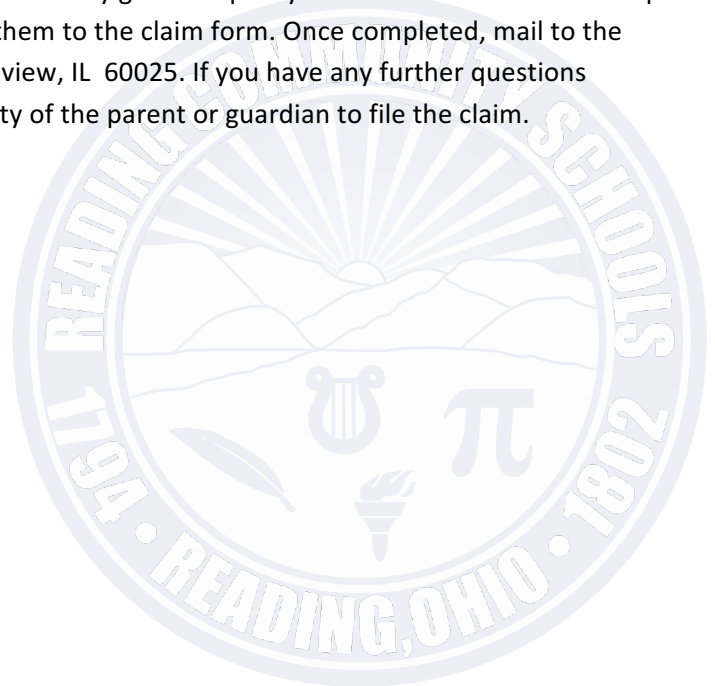 them to the claim form. Once completed, mail to the
view, IL  60025. If you have any further questions
ty of the parent or guardian to file the claim.
READING COMMUNITY SCHOOLS
1794 • READING, OHIO • 1802
π